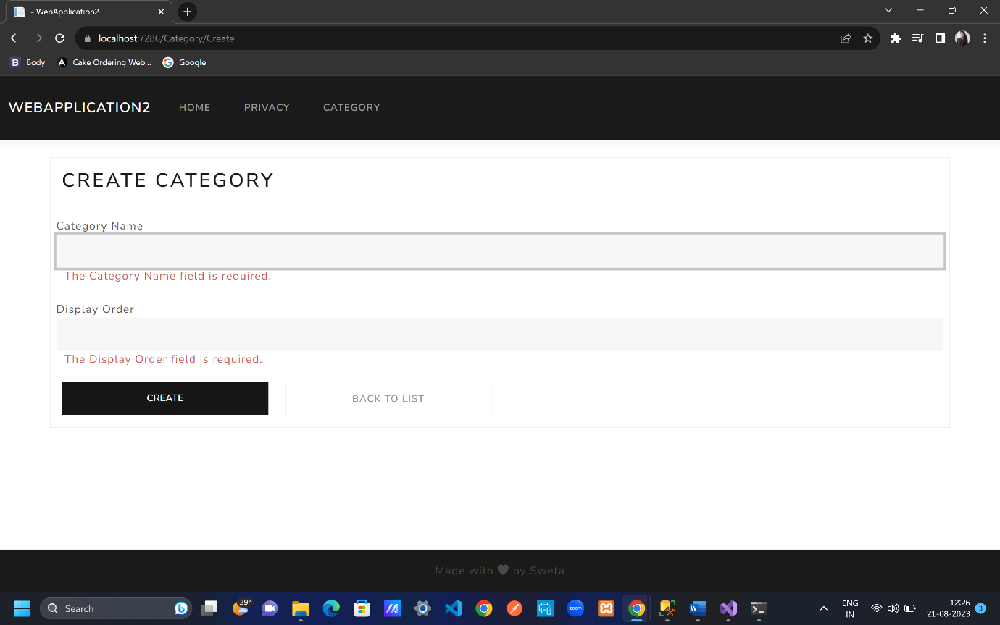 - WebApplication2
localhost:7286/Category/Create
B Body
Cake Ordering Web...
Google
WEBAPPLICATION2 HOME PRIVACY CATEGORY
CREATE CATEGORY
Category Name
The Category Name field is required.
Display Order
The Display Order field is required.
CREATE
BACK TO LIST
Made with 🖤 by Sweta
Search
29°
zoom
ENG
IN
12:26
21-08-2023
3